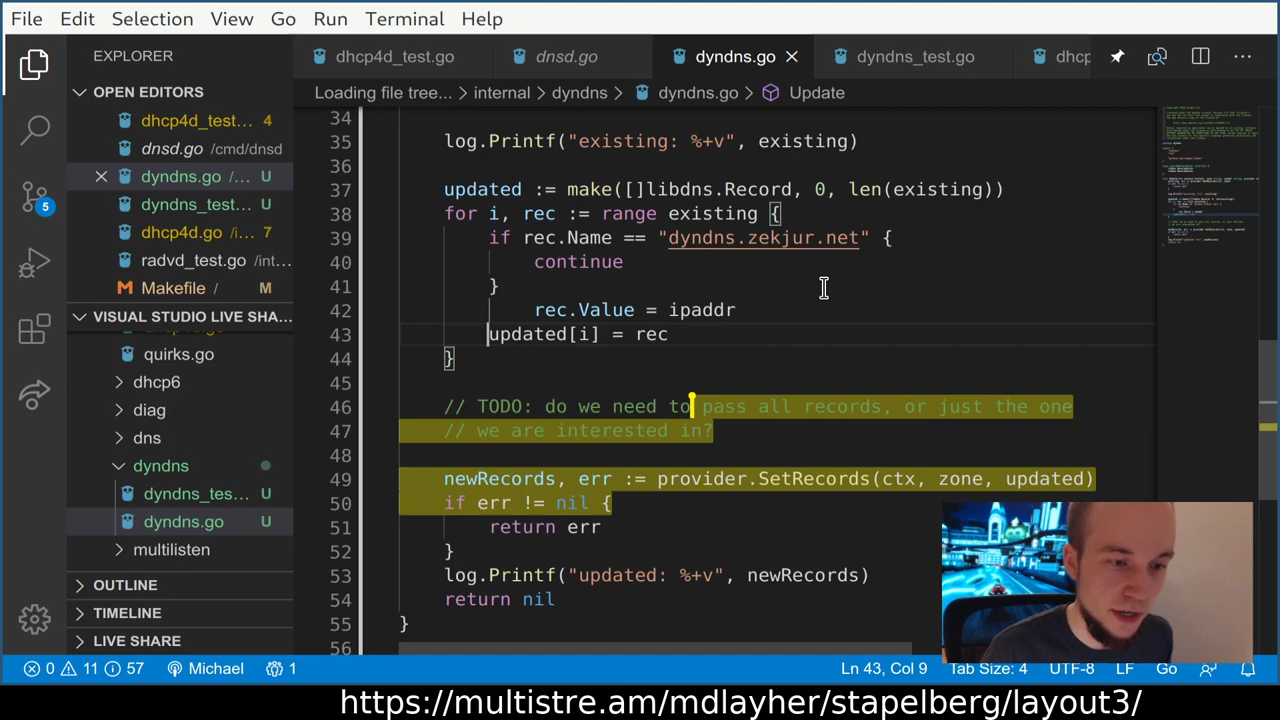 File Edit Selection View Go Run Terminal Help
EXPLORER
dhcp4d_test.go dnsd.go dyndns.go dyndns_test.go dhcp
OPEN EDITORS
Loading file tree... > internal > dyndns > dyndns.go > Update
dhcp4d_test... 4
dnsd.go /cmd/dnsd
dyndns.go /... U
dyndns_test... U
dhcp4d.go /i... 7
radvd_test.go /int...
Makefile / M
VISUAL STUDIO LIVE SHA...
quirks.go
dhcp6
diag
dns
dyndns
dyndns_tes... U
dyndns.go U
multilisten
OUTLINE
TIMELINE
LIVE SHARE
5
34
35 log.Printf("existing: %+v", existing)
36
37 updated := make([]libdns.Record, 0, len(existing))
38 for i, rec := range existing {
39 if rec.Name == "dyndns.zekjur.net" {
40 continue
41 }
42 rec.Value = ipaddr
43 updated[i] = rec
44 }
45
46 // TODO: do we need to pass all records, or just the one
47 // we are interested in?
48
49 newRecords, err := provider.SetRecords(ctx, zone, updated)
50 if err != nil {
51 return err
52 }
53 log.Printf("updated: %+v", newRecords)
54 return nil
55 }
56
0 11 57 Michael 1 Ln 43, Col 9 Tab Size: 4 UTF-8 LF Go
https://multistre.am/mdlayher/stapelberg/layout3/